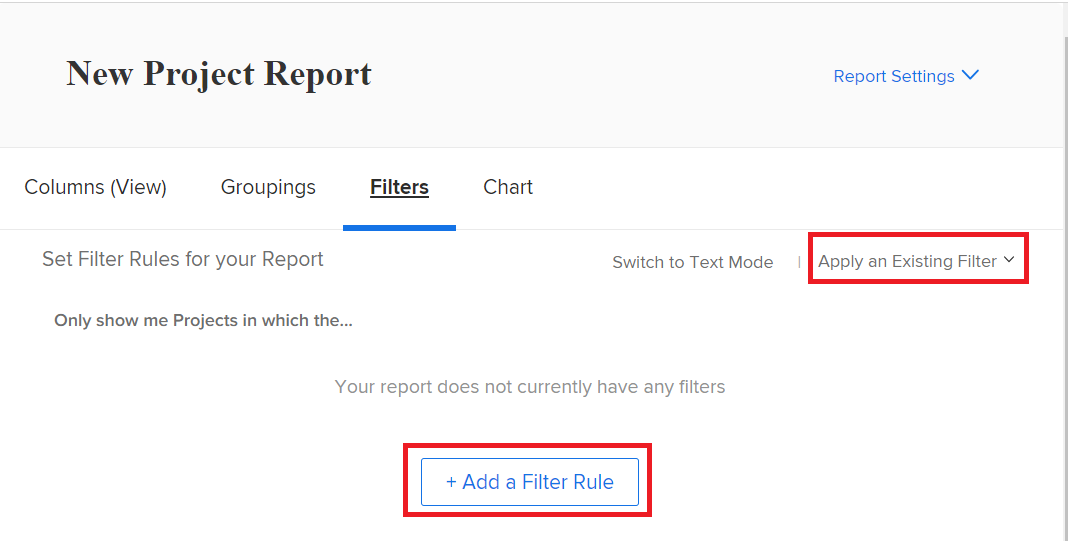 New Project Report
Report Settings
Columns (View) Groupings Filters Chart
Set Filter Rules for your Report
Switch to Text Mode | Apply an Existing Filter
Only show me Projects in which the...
Your report does not currently have any filters
+ Add a Filter Rule